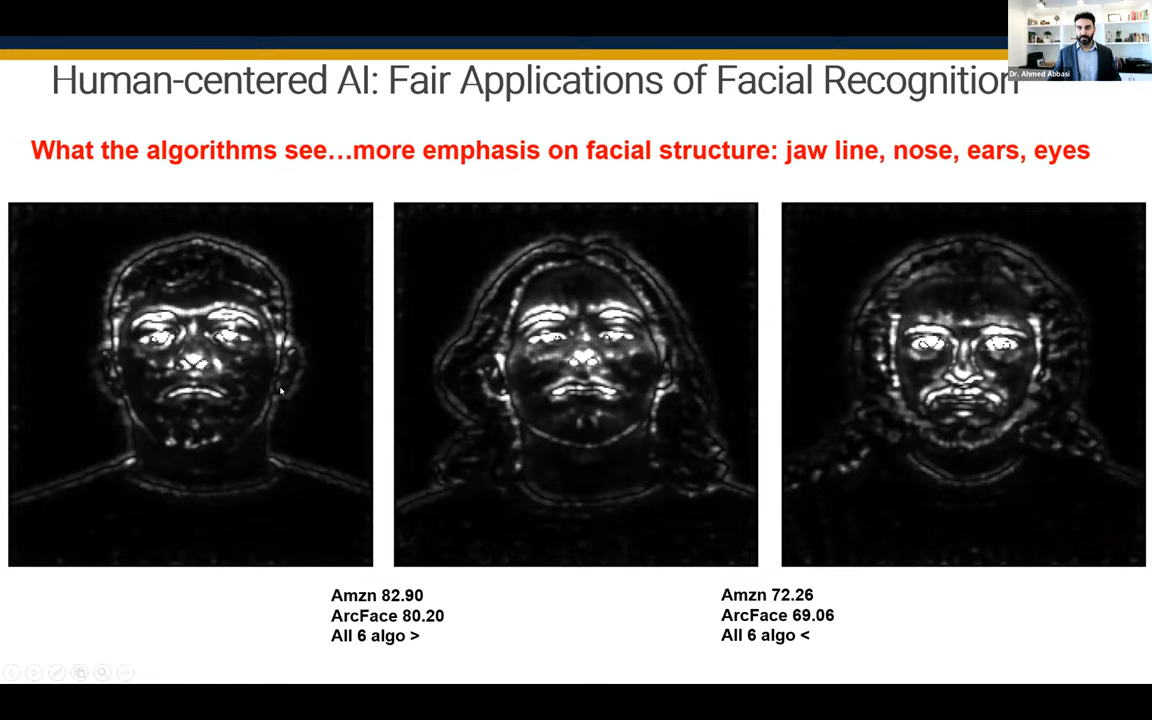 Dr. Ahmed Abbasi
Human-centered AI: Fair Applications of Facial Recognition
What the algorithms see…more emphasis on facial structure: jaw line, nose, ears, eyes
Amzn 82.90
ArcFace 80.20
All 6 algo >
Amzn 72.26
ArcFace 69.06
All 6 algo <